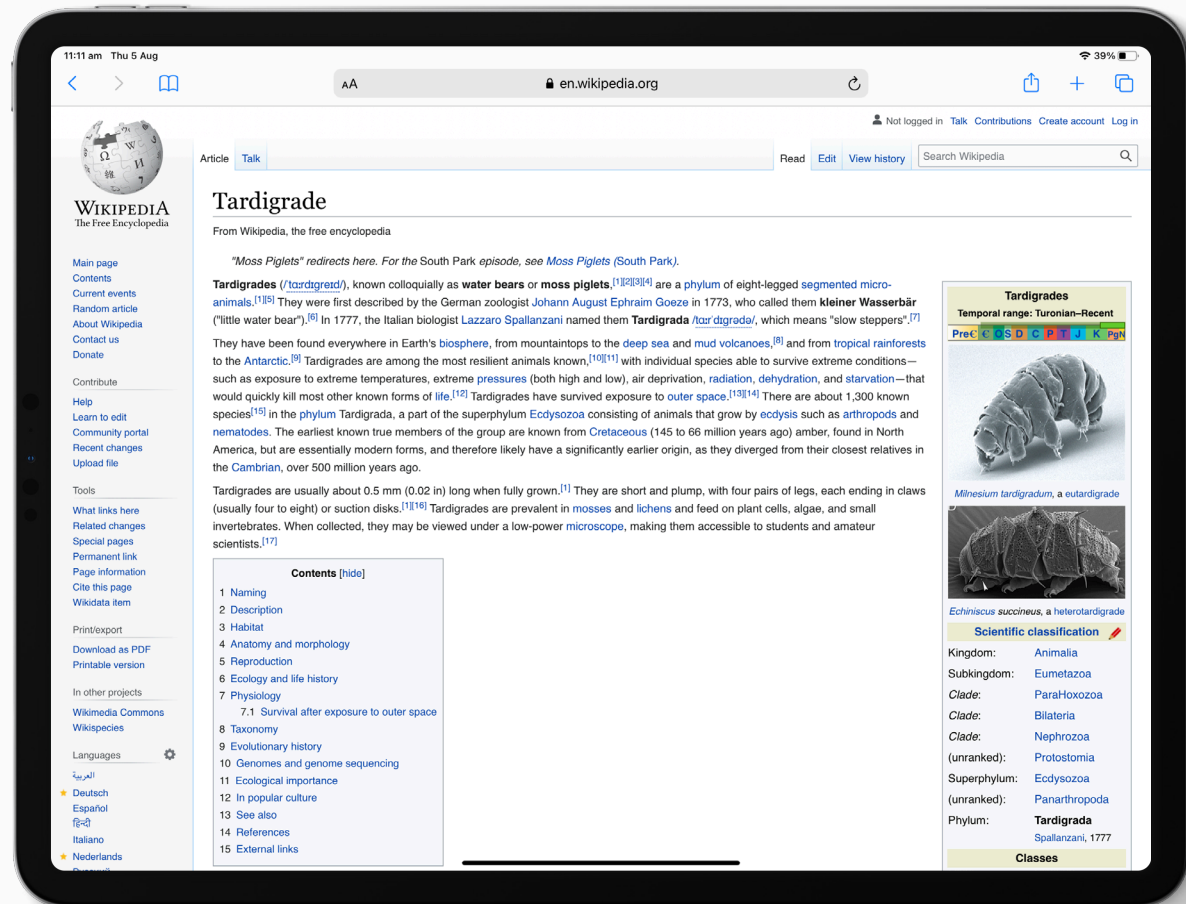 11:11 am Thu 5 Aug
39%
AA
en.wikipedia.org
Not logged in Talk Contributions Create account Log in
WIKIPEDIA
The Free Encyclopedia
Article Talk
Read Edit View history Search Wikipedia
Main page
Contents
Current events
Random article
About Wikipedia
Contact us
Donate
Contribute
Help
Learn to edit
Community portal
Recent changes
Upload file
Tools
What links here
Related changes
Special pages
Permanent link
Page information
Cite this page
Wikidata item
Print/export
Download as PDF
Printable version
In other projects
Wikimedia Commons
Wikispecies
Languages
العربية
Deutsch
Español
हिन्दी
Italiano
Nederlands
Tardigrade
From Wikipedia, the free encyclopedia
"Moss Piglets" redirects here. For the South Park episode, see Moss Piglets (South Park).
Tardigrades (/ˈtɑːrdɪɡreɪd/), known colloquially as water bears or moss piglets,[1][2][3][4] are a phylum of eight-legged segmented micro-
animals.[1][5] They were first described by the German zoologist Johann August Ephraim Goeze in 1773, who called them kleiner Wasserbär
("little water bear").[6] In 1777, the Italian biologist Lazzaro Spallanzani named them Tardigrada /tɑːrˈdɪɡrədə/, which means "slow steppers".[7]
They have been found everywhere in Earth's biosphere, from mountaintops to the deep sea and mud volcanoes,[8] and from tropical rainforests
to the Antarctic.[9] Tardigrades are among the most resilient animals known,[10][11] with individual species able to survive extreme conditions—
such as exposure to extreme temperatures, extreme pressures (both high and low), air deprivation, radiation, dehydration, and starvation—that
would quickly kill most other known forms of life.[12] Tardigrades have survived exposure to outer space.[13][14] There are about 1,300 known
species[15] in the phylum Tardigrada, a part of the superphylum Ecdysozoa consisting of animals that grow by ecdysis such as arthropods and
nematodes. The earliest known true members of the group are known from Cretaceous (145 to 66 million years ago) amber, found in North
America, but are essentially modern forms, and therefore likely have a significantly earlier origin, as they diverged from their closest relatives in
the Cambrian, over 500 million years ago.
Tardigrades are usually about 0.5 mm (0.02 in) long when fully grown.[1] They are short and plump, with four pairs of legs, each ending in claws
(usually four to eight) or suction disks.[1][16] Tardigrades are prevalent in mosses and lichens and feed on plant cells, algae, and small
invertebrates. When collected, they may be viewed under a low-power microscope, making them accessible to students and amateur
scientists.[17]
Contents [hide]
1 Naming
2 Description
3 Habitat
4 Anatomy and morphology
5 Reproduction
6 Ecology and life history
7 Physiology
7.1 Survival after exposure to outer space
8 Taxonomy
9 Evolutionary history
10 Genomes and genome sequencing
11 Ecological importance
12 In popular culture
13 See also
14 References
15 External links
Tardigrades
Temporal range: Turonian–Recent
PreЄ Є O S D C P T J K PgN
Milnesium tardigradum, a eutardigrade
Echiniscus succineus, a heterotardigrade
Scientific classification
Kingdom: Animalia
Subkingdom: Eumetazoa
Clade: ParaHoxozoa
Clade: Bilateria
Clade: Nephrozoa
(unranked): Protostomia
Superphylum: Ecdysozoa
(unranked): Panarthropoda
Phylum: Tardigrada
Spallanzani, 1777
Classes